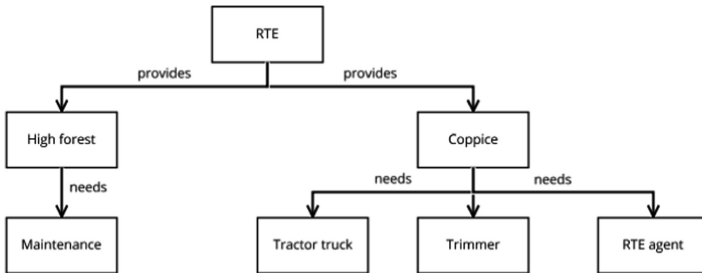 RTE
provides
provides
High forest
Coppice
needs
needs
needs
Maintenance
Tractor truck
Trimmer
RTE agent